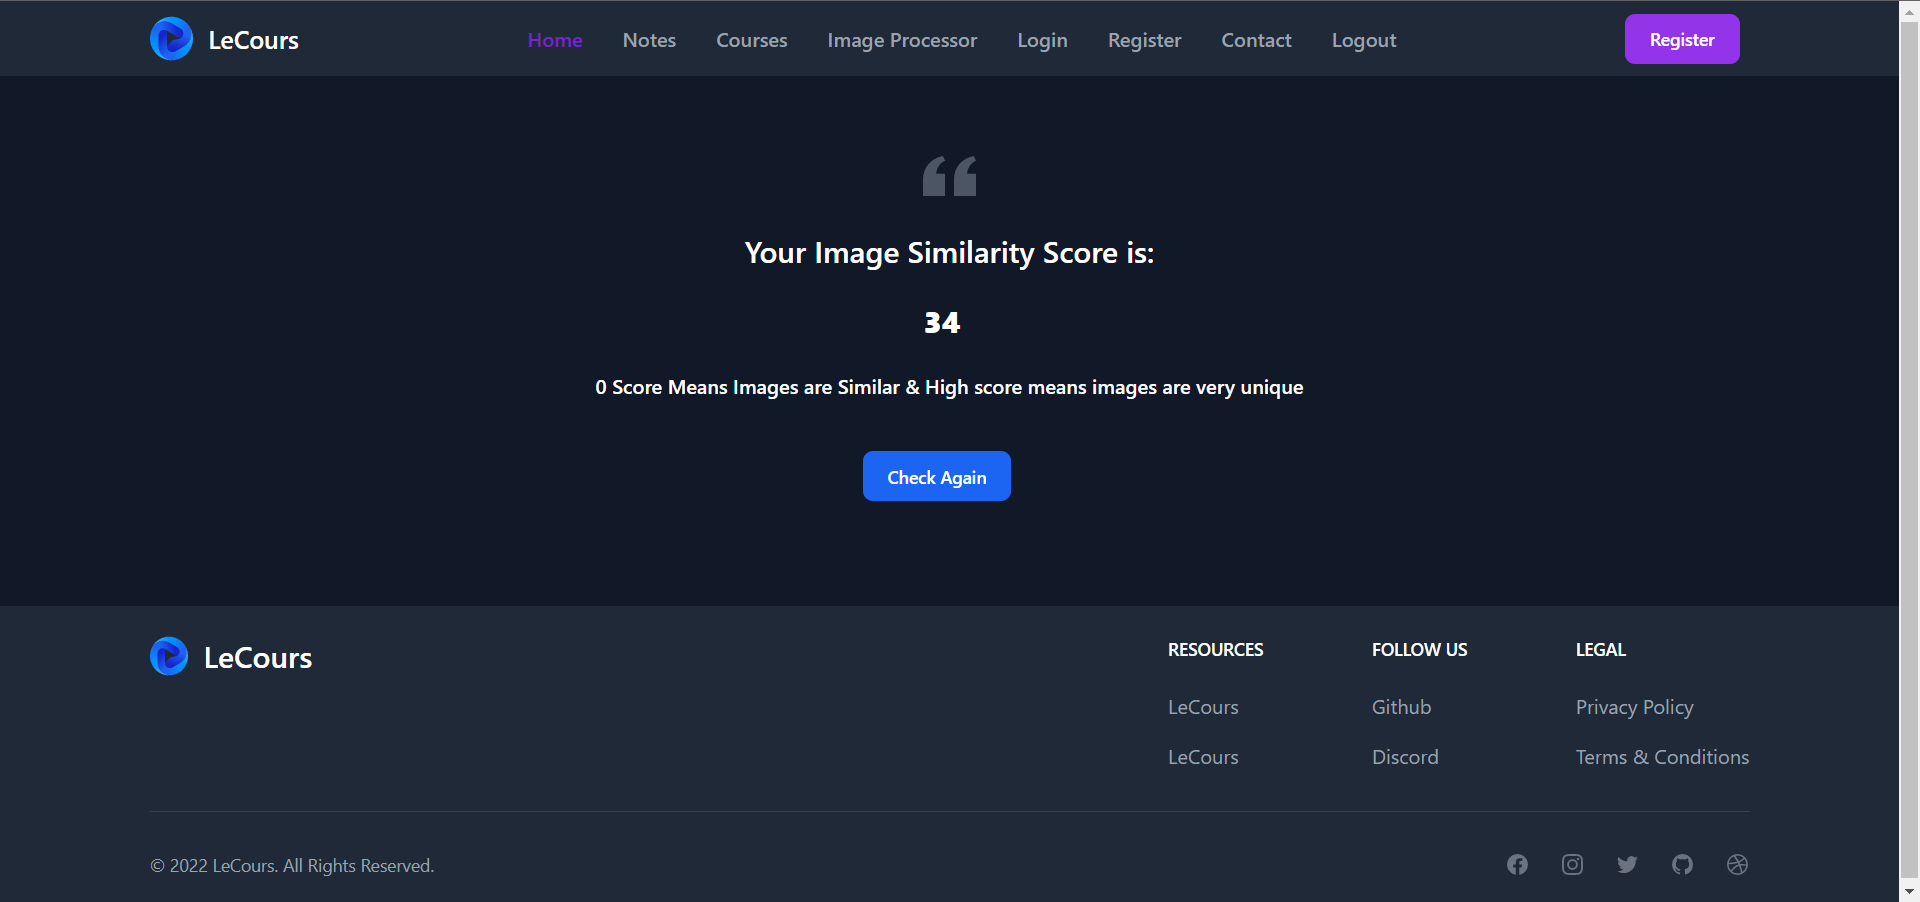 LeCours
Home Notes Courses Image Processor Login Register Contact Logout
Register
Your Image Similarity Score is:
34
0 Score Means Images are Similar & High score means images are very unique
Check Again
LeCours
RESOURCES FOLLOW US LEGAL
LeCours Github Privacy Policy
LeCours Discord Terms & Conditions
© 2022 LeCours. All Rights Reserved.